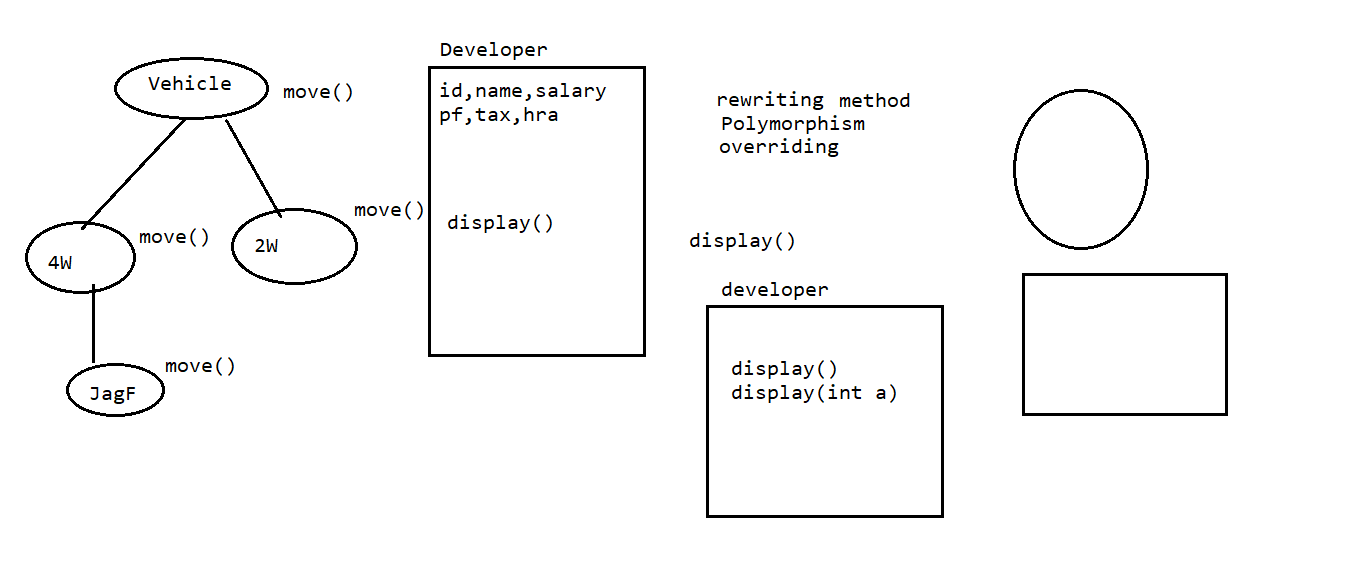 Vehicle
move()
4W
move()
2W
move()
JagF
move()
Developer
id,name,salary
pf,tax,hra
display()
rewriting method
Polymorphism
overriding
display()
developer
display()
display(int a)